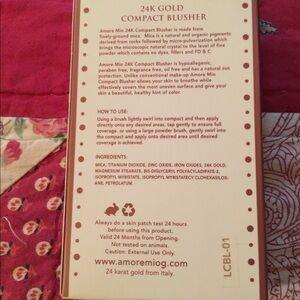 24K GOLD
COMPACT BLUSHER
Amore Mio 24K Compact Blusher is made from
finely-ground mica. Mica is a natural and organic pigments
derived from rocks followed by micro-pulverization which
brings the microscopic natural crystal to the level of fine
powder which contains no dyes, fillers and FD & C.
Amore Mio 24K Compact Blusher is hypoallergenic,
paraben free, fragrance free, oil free and has a natural sun
protection. Unlike conventional make-up Amore Mio
Compact Blusher allows your skin to breathe while
effectively covers the most uneven surface and give your
skin a beautiful, healthy hint of color.
HOW TO USE:
Using a brush lightly swirl into compact and then apply
directly onto any desired areas, tap gently to ensure full
coverage. or using a large powder brush, gently swirl into
the compact and apply onto desired area until desired
coverage is achieved.
INGREDIENTS:
MICA, TITANIUM DIOXIDE, ZINC OXIDE, IRON OXIDES, 24K GOLD,
MAGNESIUM STEARATE,
ISOPROPYL MYRISTATE, ISOPROPYL
PETROLATUM.
Always do a skin patch test 24 hours
before using this product.
Valid 24 Months from Opening.
Not tested on animals.
Caution: External Use Only.
www.amoremiog.com
24 karat gold from Italy.
LCBL-01